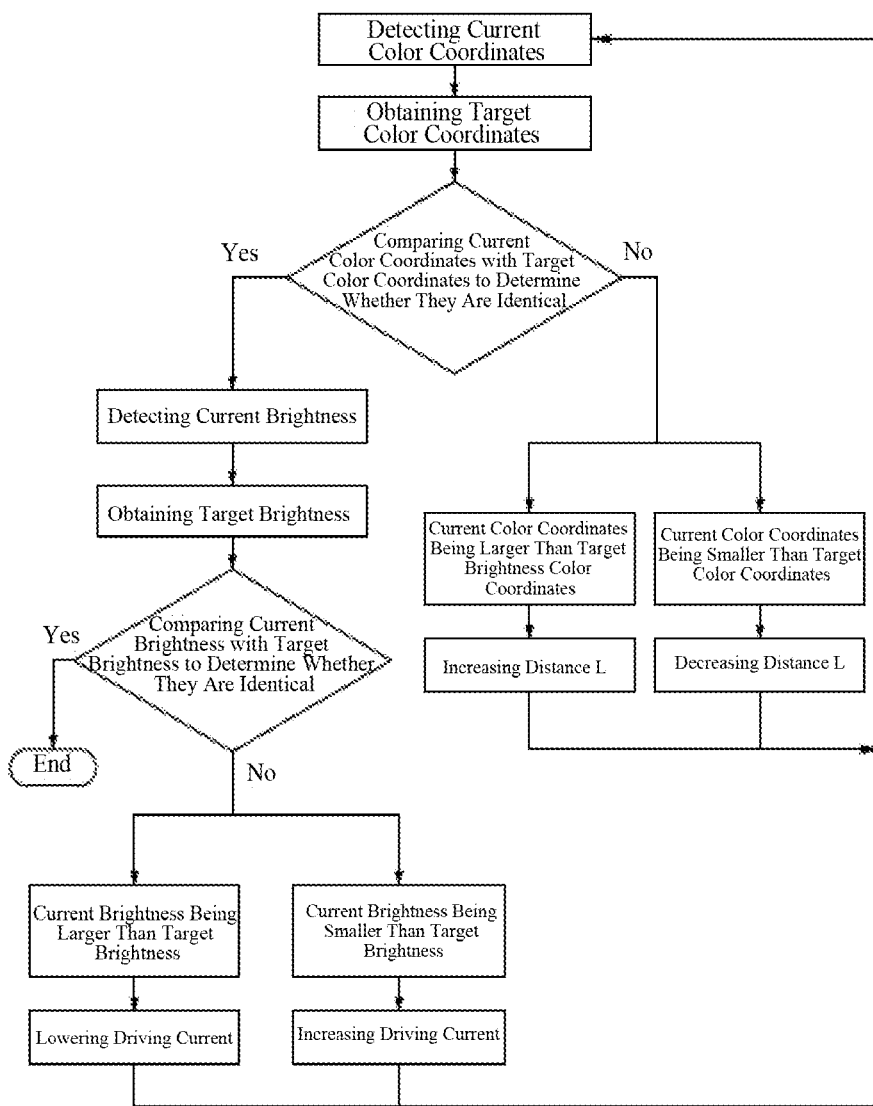 Detecting Current
Color Coordinates
Obtaining Target
Color Coordinates
Comparing Current
Color Coordinates with Target
Color Coordinates to Determine
Whether They Are Identical
Yes
No
Detecting Current Brightness
Obtaining Target Brightness
Current Color Coordinates
Being Larger Than Target
Brightness Color
Coordinates
Current Color Coordinates
Being Smaller Than Target
Color Coordinates
Increasing Distance L
Decreasing Distance L
Comparing Current
Brightness with Target
Brightness to Determine Whether
They Are Identical
Yes
End
No
Current Brightness Being
Larger Than Target
Brightness
Current Brightness Being
Smaller Than Target
Brightness
Lowering Driving Current
Increasing Driving Current